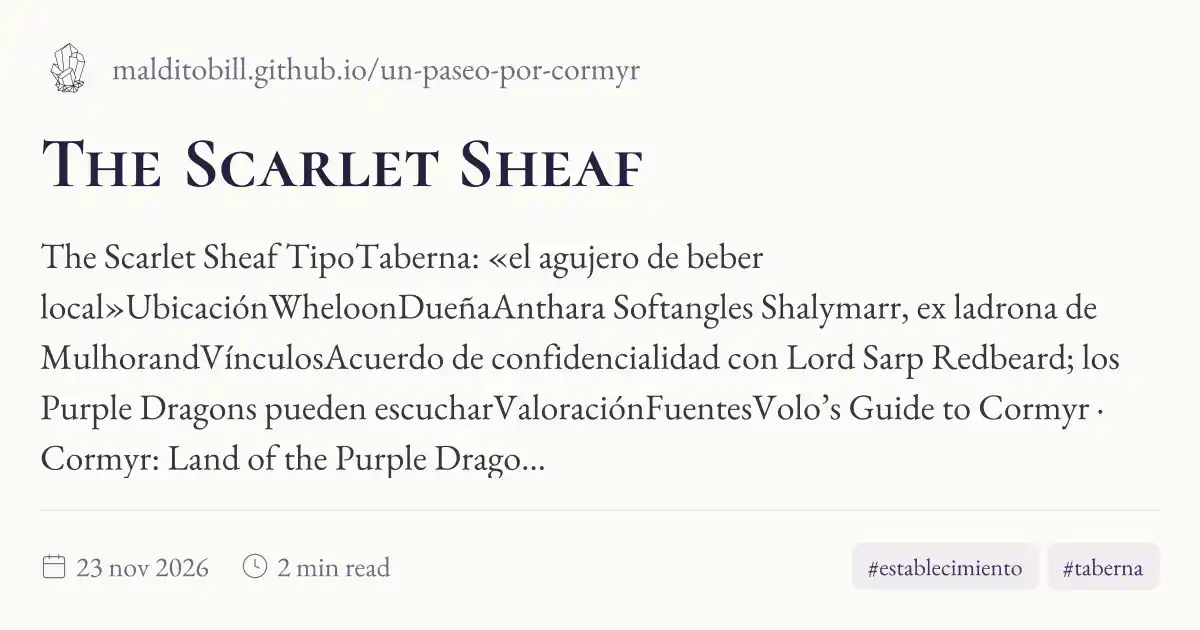 malditobill.github.io/un-paseo-por-cormyr
The Scarlet Sheaf
The Scarlet Sheaf TipoTaberna: «el agujero de beber
local»UbicaciónWheloonDueñaAnthara Softangles Shalymarr, ex ladrona de
MulhorandVínculosAcuerdo de confidencialidad con Lord Sarp Redbeard; los
Purple Dragons pueden escucharValoraciónFuentesVolo’s Guide to Cormyr ·
Cormyr: Land of the Purple Drago...
23 nov 2026 2 min read #establecimiento #taberna